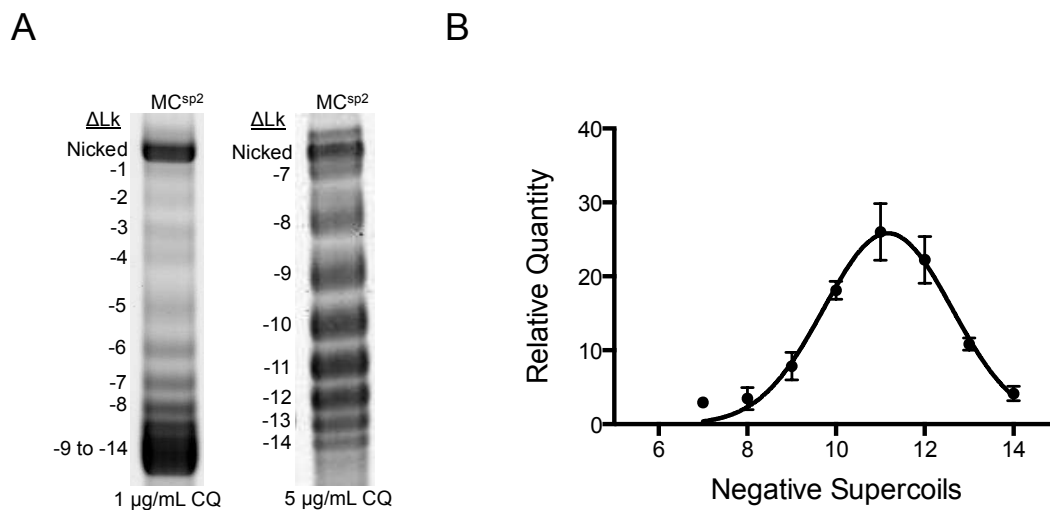 A
MCsp2
ΔLk
Nicked
-1
-2
-3
-4
-5
-6
-7
-8
-9 to -14
1 µg/mL CQ
MCsp2
ΔLk
Nicked
-7
-8
-9
-10
-11
-12
-13
-14
5 µg/mL CQ
B
Relative Quantity
40
30
20
10
0
6 8 10 12 14
Negative Supercoils